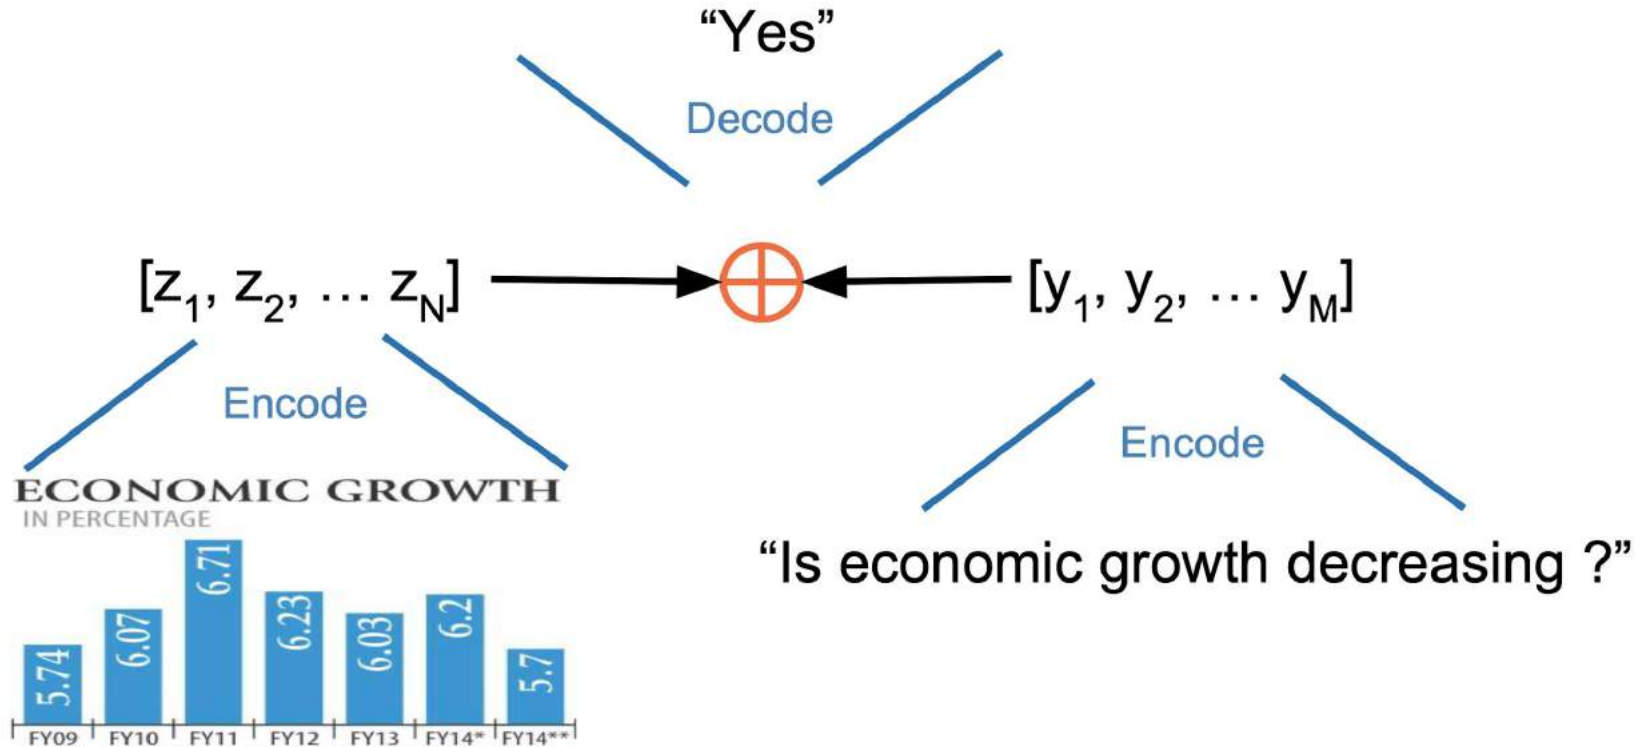 “Yes”
Decode
[z1, z2, … zN]
[y1, y2, … yM]
Encode
Encode
ECONOMIC GROWTH
IN PERCENTAGE
“Is economic growth decreasing ?”
5.74 6.07 6.71 6.23 6.03 6.2 5.7
FY09 FY10 FY11 FY12 FY13 FY14* FY14**